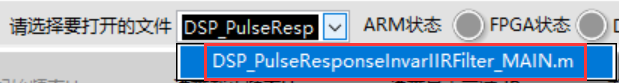 请选择要打开的文件 DSP_PulseResp ARM状态 FPGA状态
DSP_PulseResponseInvarIIRFilter_MAIN.m